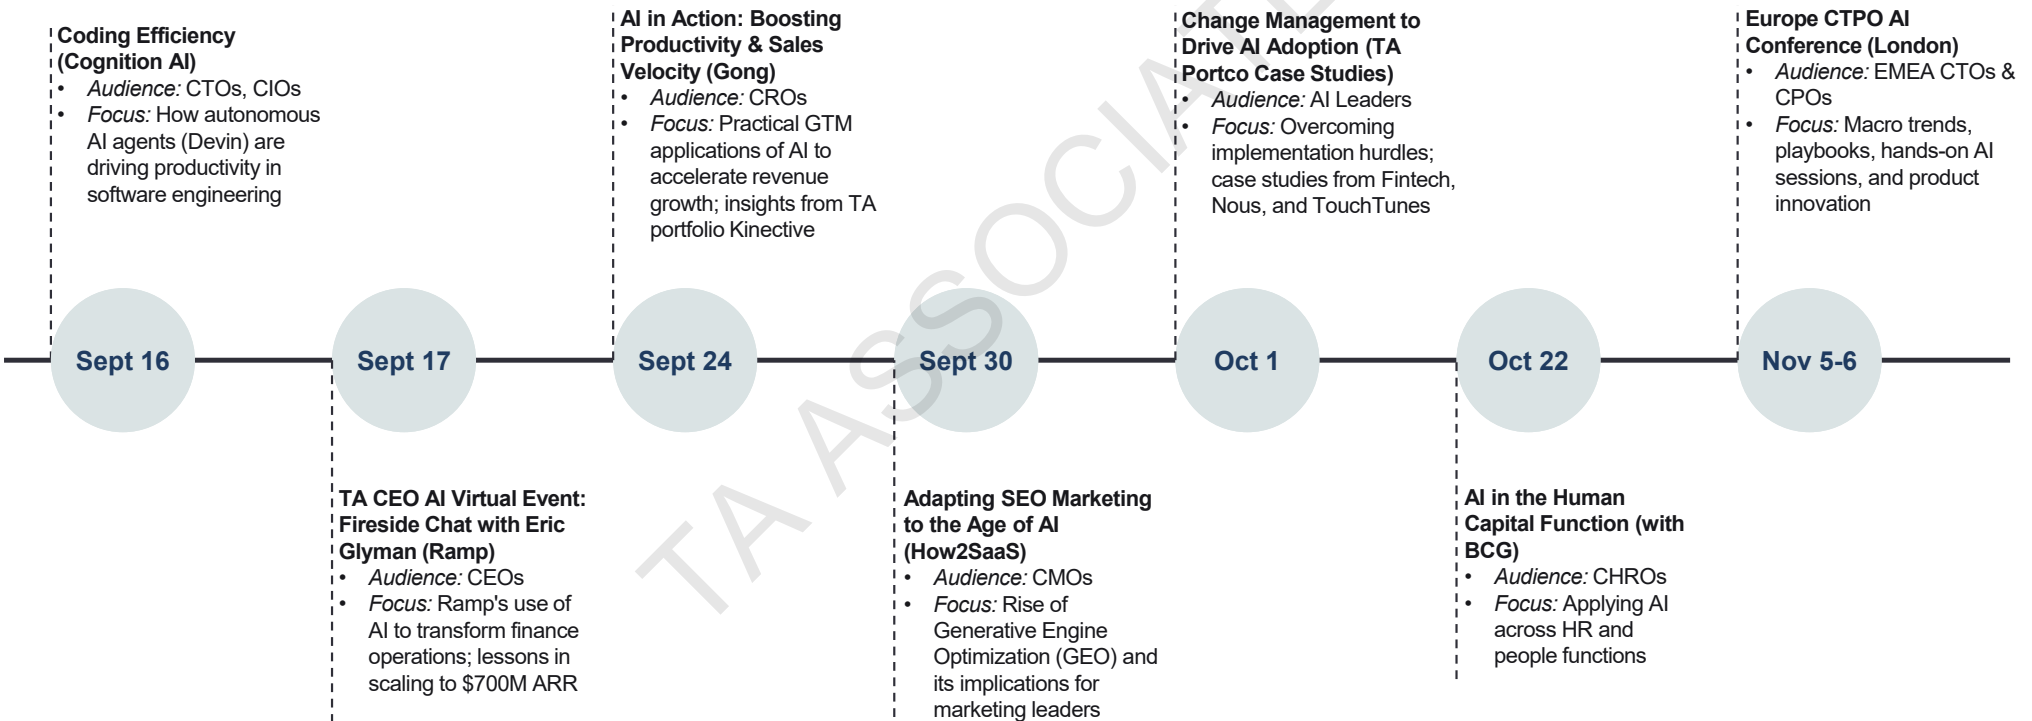 Coding Efficiency
(Cognition AI)
• Audience: CTOs, CIOs
• Focus: How autonomous
AI agents (Devin) are
driving productivity in
software engineering
AI in Action: Boosting
Productivity & Sales
Velocity (Gong)
• Audience: CROs
• Focus: Practical GTM
applications of AI to
accelerate revenue
growth; insights from TA
portfolio Kinective
Change Management to
Drive AI Adoption (TA
Portco Case Studies)
• Audience: AI Leaders
• Focus: Overcoming
implementation hurdles;
case studies from Fintech,
Nous, and TouchTunes
Europe CTPO AI
Conference (London)
• Audience: EMEA CTOs &
CPOs
• Focus: Macro trends,
playbooks, hands-on AI
sessions, and product
innovation
Sept 16
Sept 17
Sept 24
Sept 30
Oct 1
Oct 22
Nov 5-6
TA CEO AI Virtual Event:
Fireside Chat with Eric
Glyman (Ramp)
• Audience: CEOs
• Focus: Ramp's use of
AI to transform finance
operations; lessons in
scaling to $700M ARR
Adapting SEO Marketing
to the Age of AI
(How2SaaS)
• Audience: CMOs
• Focus: Rise of
Generative Engine
Optimization (GEO) and
its implications for
marketing leaders
AI in the Human
Capital Function (with
BCG)
• Audience: CHROs
• Focus: Applying AI
across HR and
people functions
TA ASSOCIATE